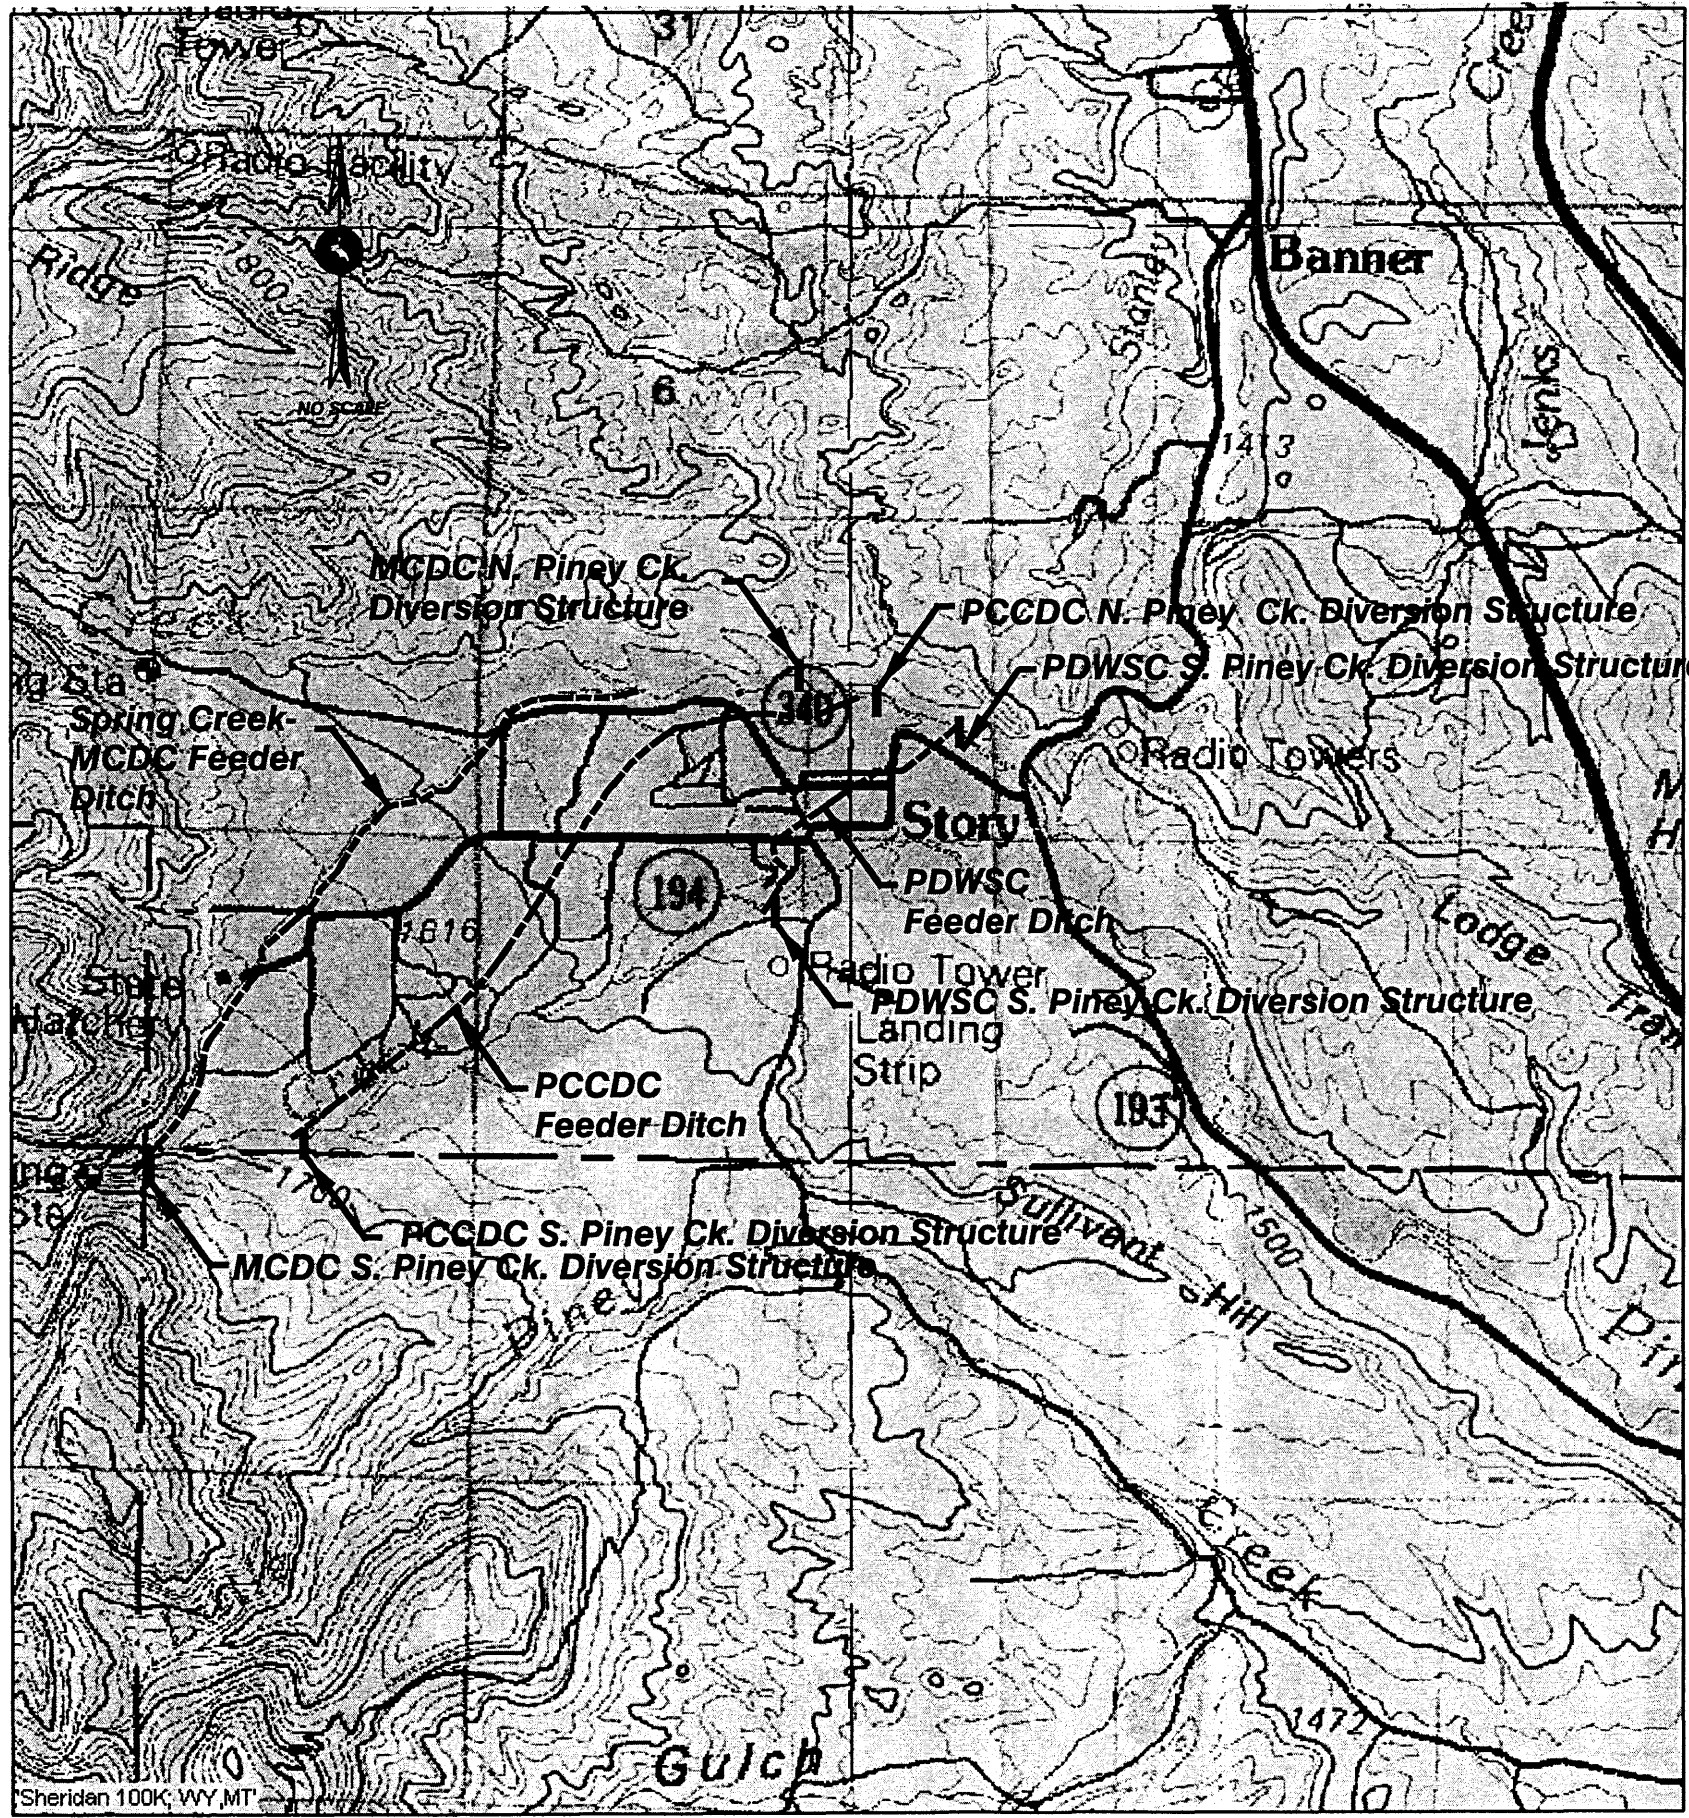 Tower
31
Radio Facility
Ridge
800
Banner
Stanley
NO SCALE
6
Jenks
1413
MCDC N. Piney Ck.
Diversion Structure
Creek
PCCDC N. Piney Ck. Diversion Structure
PDWSC S. Piney Ck. Diversion Structure
340
Spring Creek-
MCDC Feeder
Ditch
Radio Towers
Story
194
PDWSC
Feeder Ditch
1816
Lodge
State
Hatchery
Radio Tower
PDWSC S. Piney Ck. Diversion Structure
Landing
Strip
PCCDC
Feeder Ditch
193
1700
Sullivant
Hill
1500
PCCDC S. Piney Ck. Diversion Structure
MCDC S. Piney Ck. Diversion Structure
Piney
Creek
1472
Gulch
'Sheridan 100K, WY,MT'